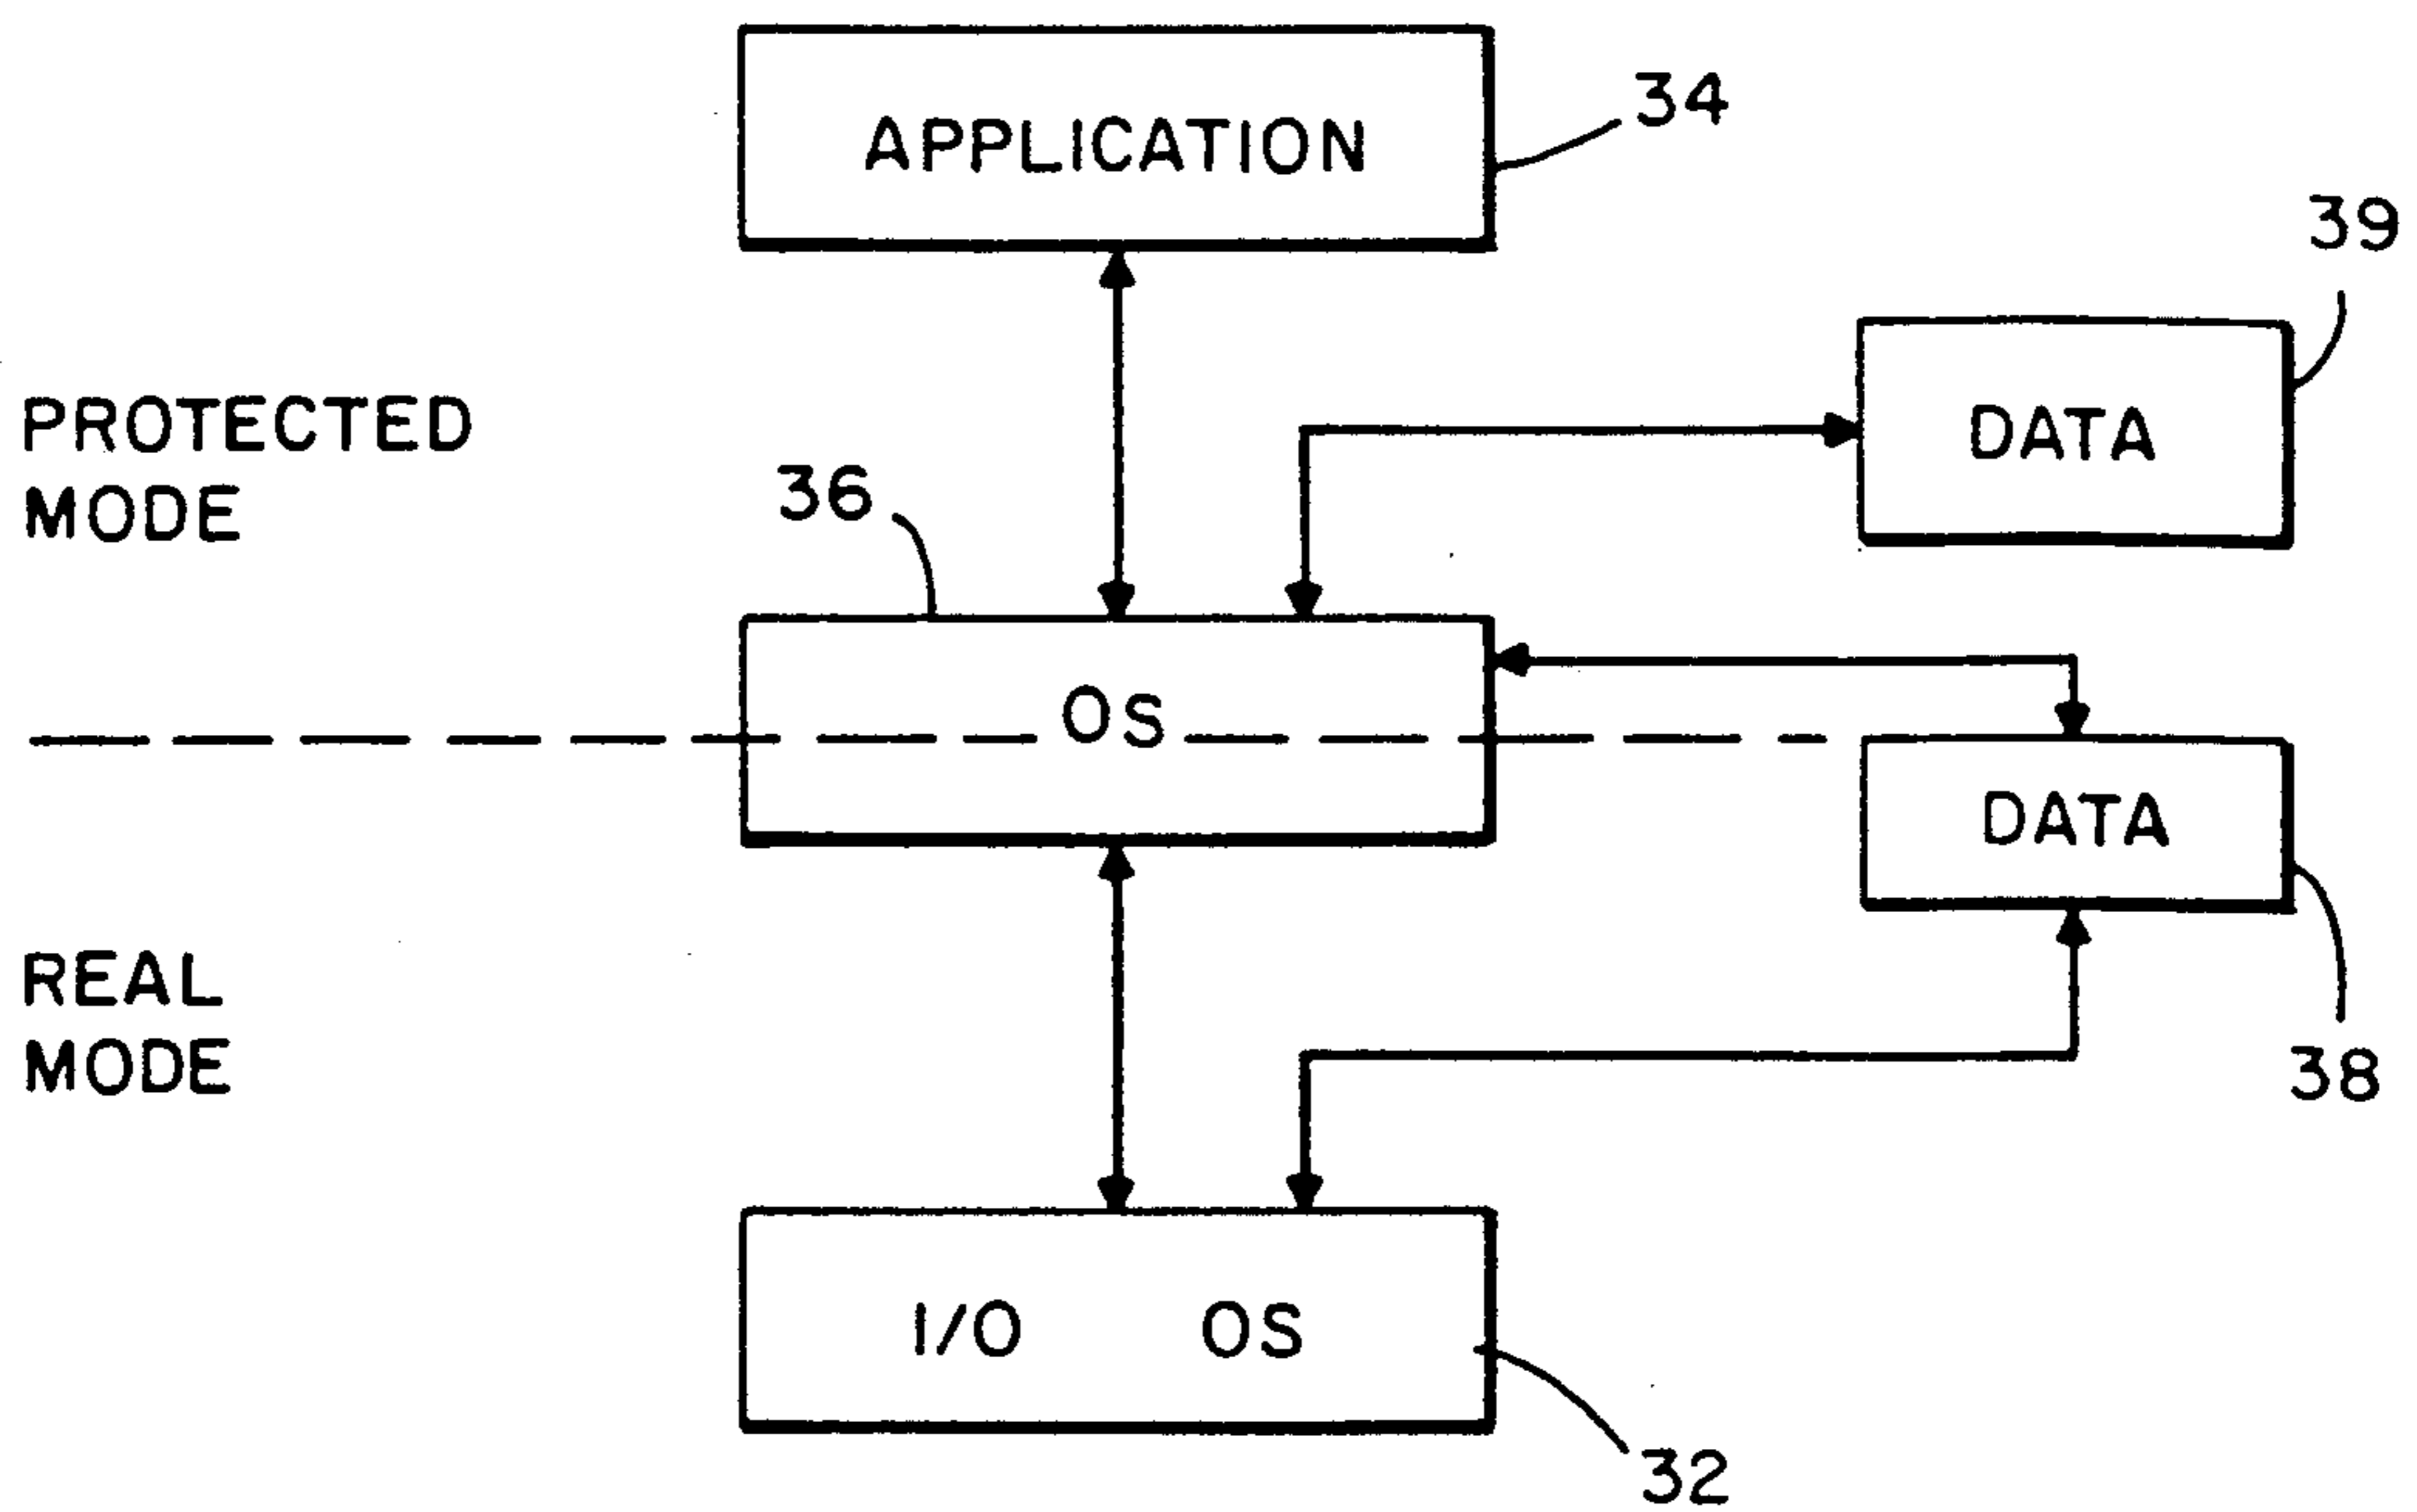 APPLICATION
34
39
PROTECTED
MODE
DATA
36
OS
DATA
REAL
MODE
38
I/O OS
32